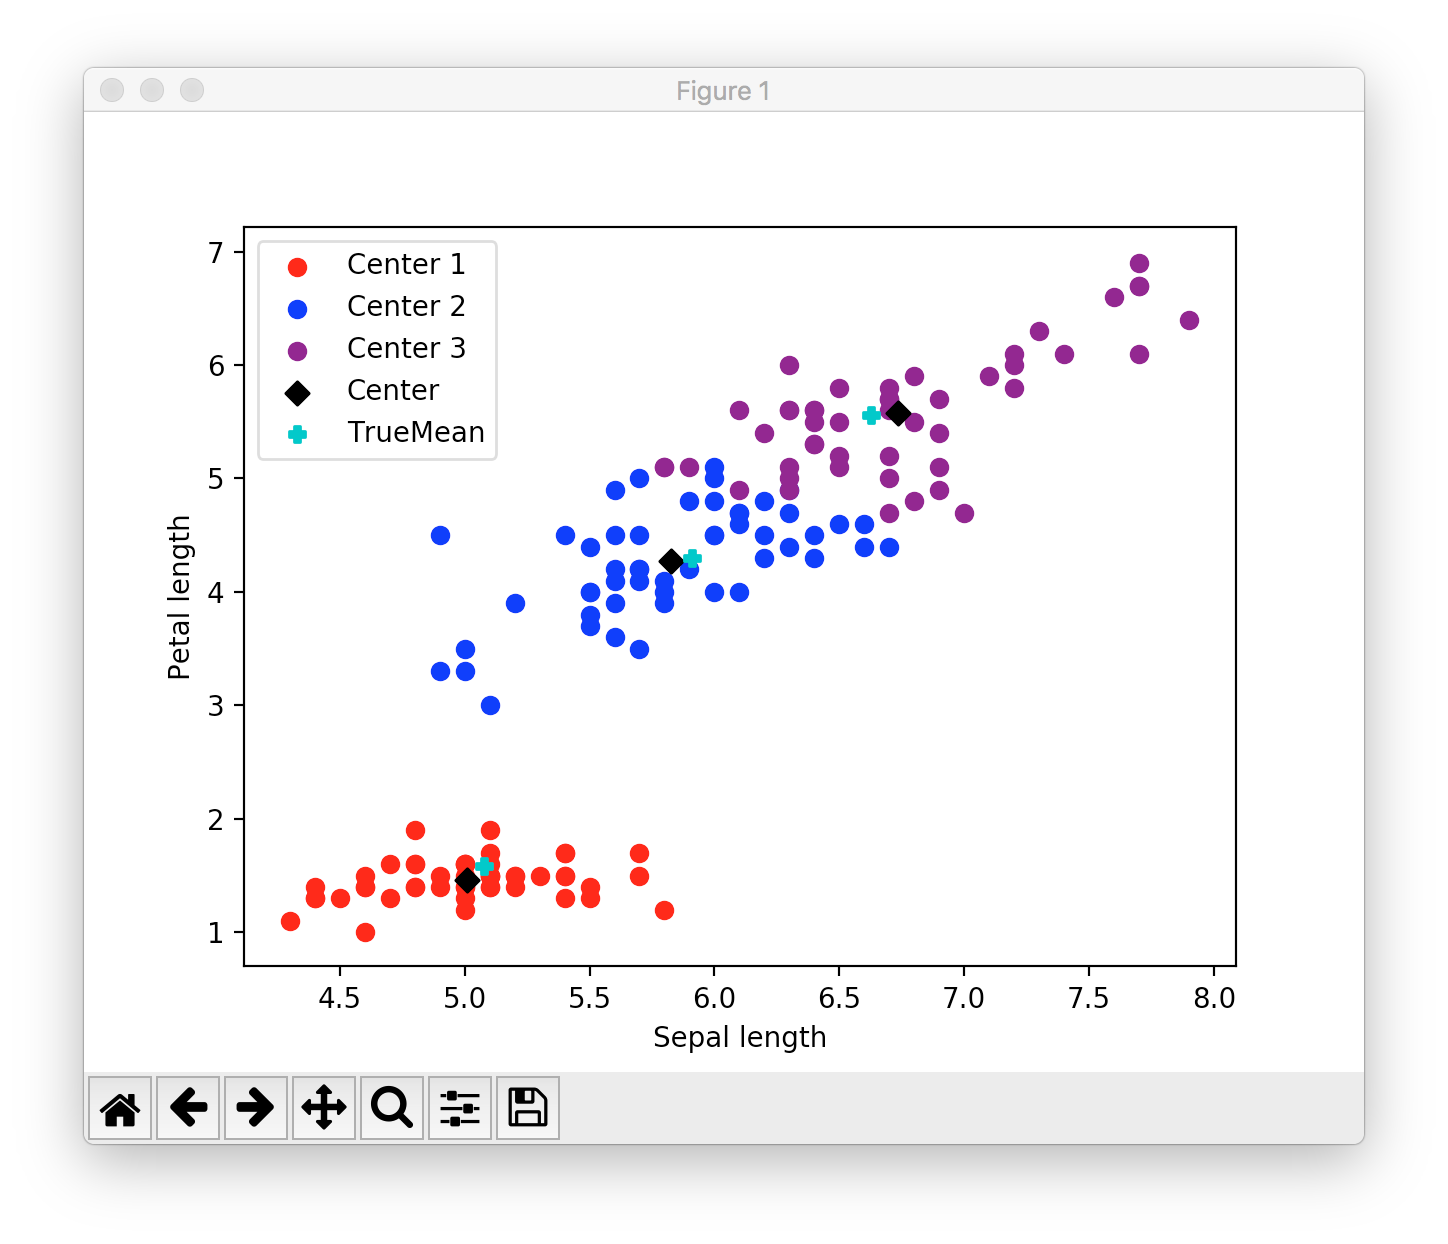 Figure 1
Center 1
Center 2
Center 3
Center
TrueMean
7
6
5
4
3
2
1
Petal length
4.5 5.0 5.5 6.0 6.5 7.0 7.5 8.0
Sepal length